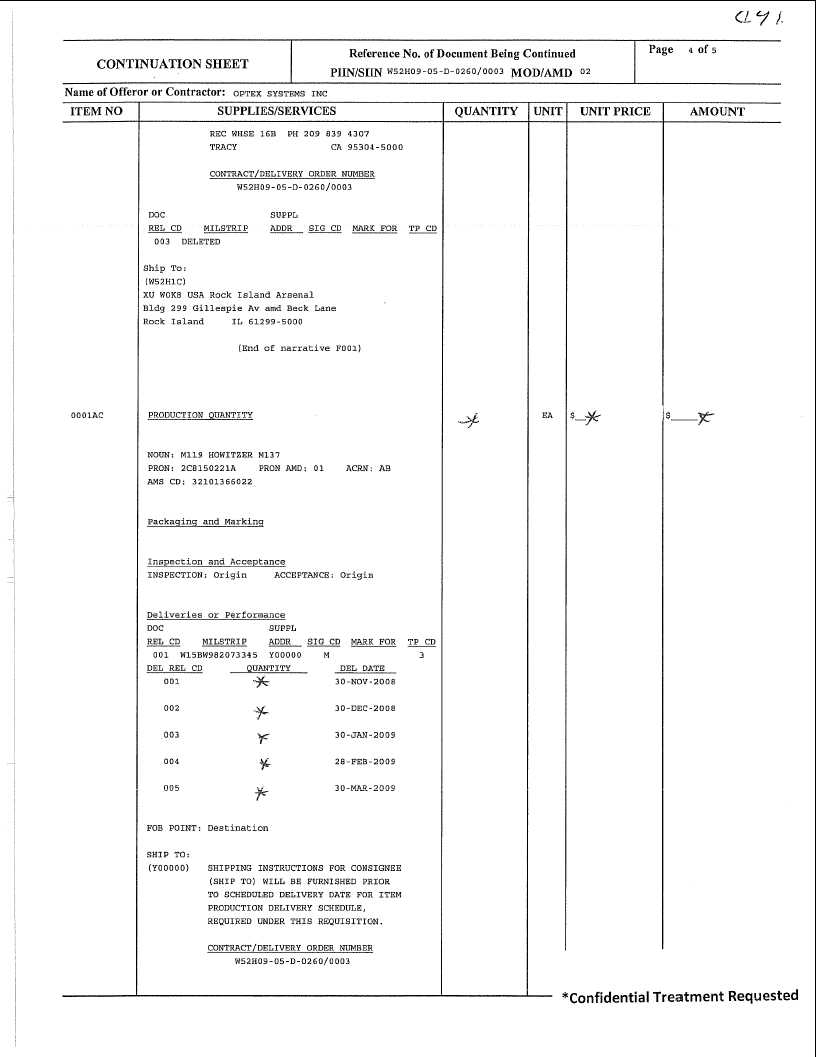 CL 41.
CONTINUATION SHEET
Reference No. of Document Being Continued
PIIN/SIIN W52H09-05-D-0260/0003 MOD/AMD 02
Page 4 of 5
Name of Offeror or Contractor: OPTEX SYSTEMS INC
ITEM NO SUPPLIES/SERVICES QUANTITY UNIT UNIT PRICE AMOUNT
REC WHSE 16B PH 209 839 4307
TRACY CA 95304-5000
CONTRACT/DELIVERY ORDER NUMBER
W52H09-05-D-0260/0003
DOC SUPPL
REL CD MILSTRIP ADDR SIG CD MARK FOR TP CD
003 DELETED
Ship To:
(W52H1C)
XU W0K8 USA Rock Island Arsenal
Bldg 299 Gillespie Av amd Beck Lane
Rock Island IL 61299-5000
(End of narrative F001)
0001AC PRODUCTION QUANTITY * EA $ * $ *
NOUN: M119 HOWITZER M137
PRON: 2C8150221A PRON AMD: 01 ACRN: AB
AMS CD: 32101366022
Packaging and Marking
Inspection and Acceptance
INSPECTION: Origin ACCEPTANCE: Origin
Deliveries or Performance
DOC SUPPL
REL CD MILSTRIP ADDR SIG CD MARK FOR TP CD
001 W15BW982073345 Y00000 M 3
DEL REL CD QUANTITY DEL DATE
001 * 30-NOV-2008
002 * 30-DEC-2008
003 * 30-JAN-2009
004 * 28-FEB-2009
005 * 30-MAR-2009
FOB POINT: Destination
SHIP TO:
(Y00000) SHIPPING INSTRUCTIONS FOR CONSIGNEE
(SHIP TO) WILL BE FURNISHED PRIOR
TO SCHEDULED DELIVERY DATE FOR ITEM
PRODUCTION DELIVERY SCHEDULE,
REQUIRED UNDER THIS REQUISITION.
CONTRACT/DELIVERY ORDER NUMBER
W52H09-05-D-0260/0003
*Confidential Treatment Requested